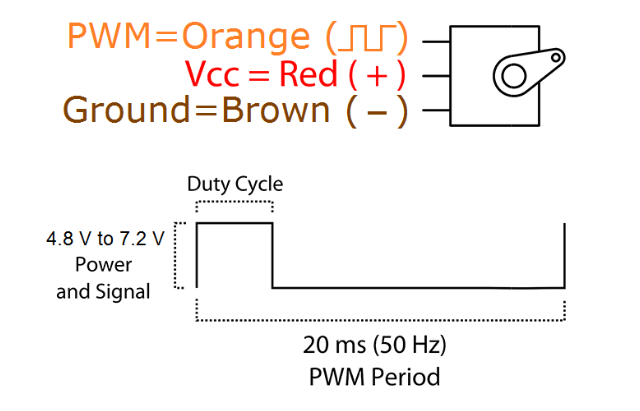 PWM=Orange (⎍⎍)
Vcc = Red ( + )
Ground=Brown ( − )
Duty Cycle
4.8 V to 7.2 V
Power
and Signal
20 ms (50 Hz)
PWM Period